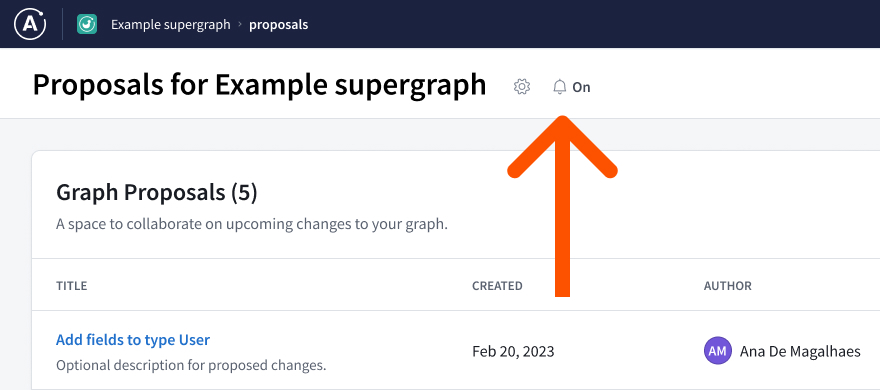 Example supergraph › proposals
Proposals for Example supergraph On
Graph Proposals (5)
A space to collaborate on upcoming changes to your graph.
TITLE CREATED AUTHOR
Add fields to type User
Optional description for proposed changes.
Feb 20, 2023
AM Ana De Magalhaes